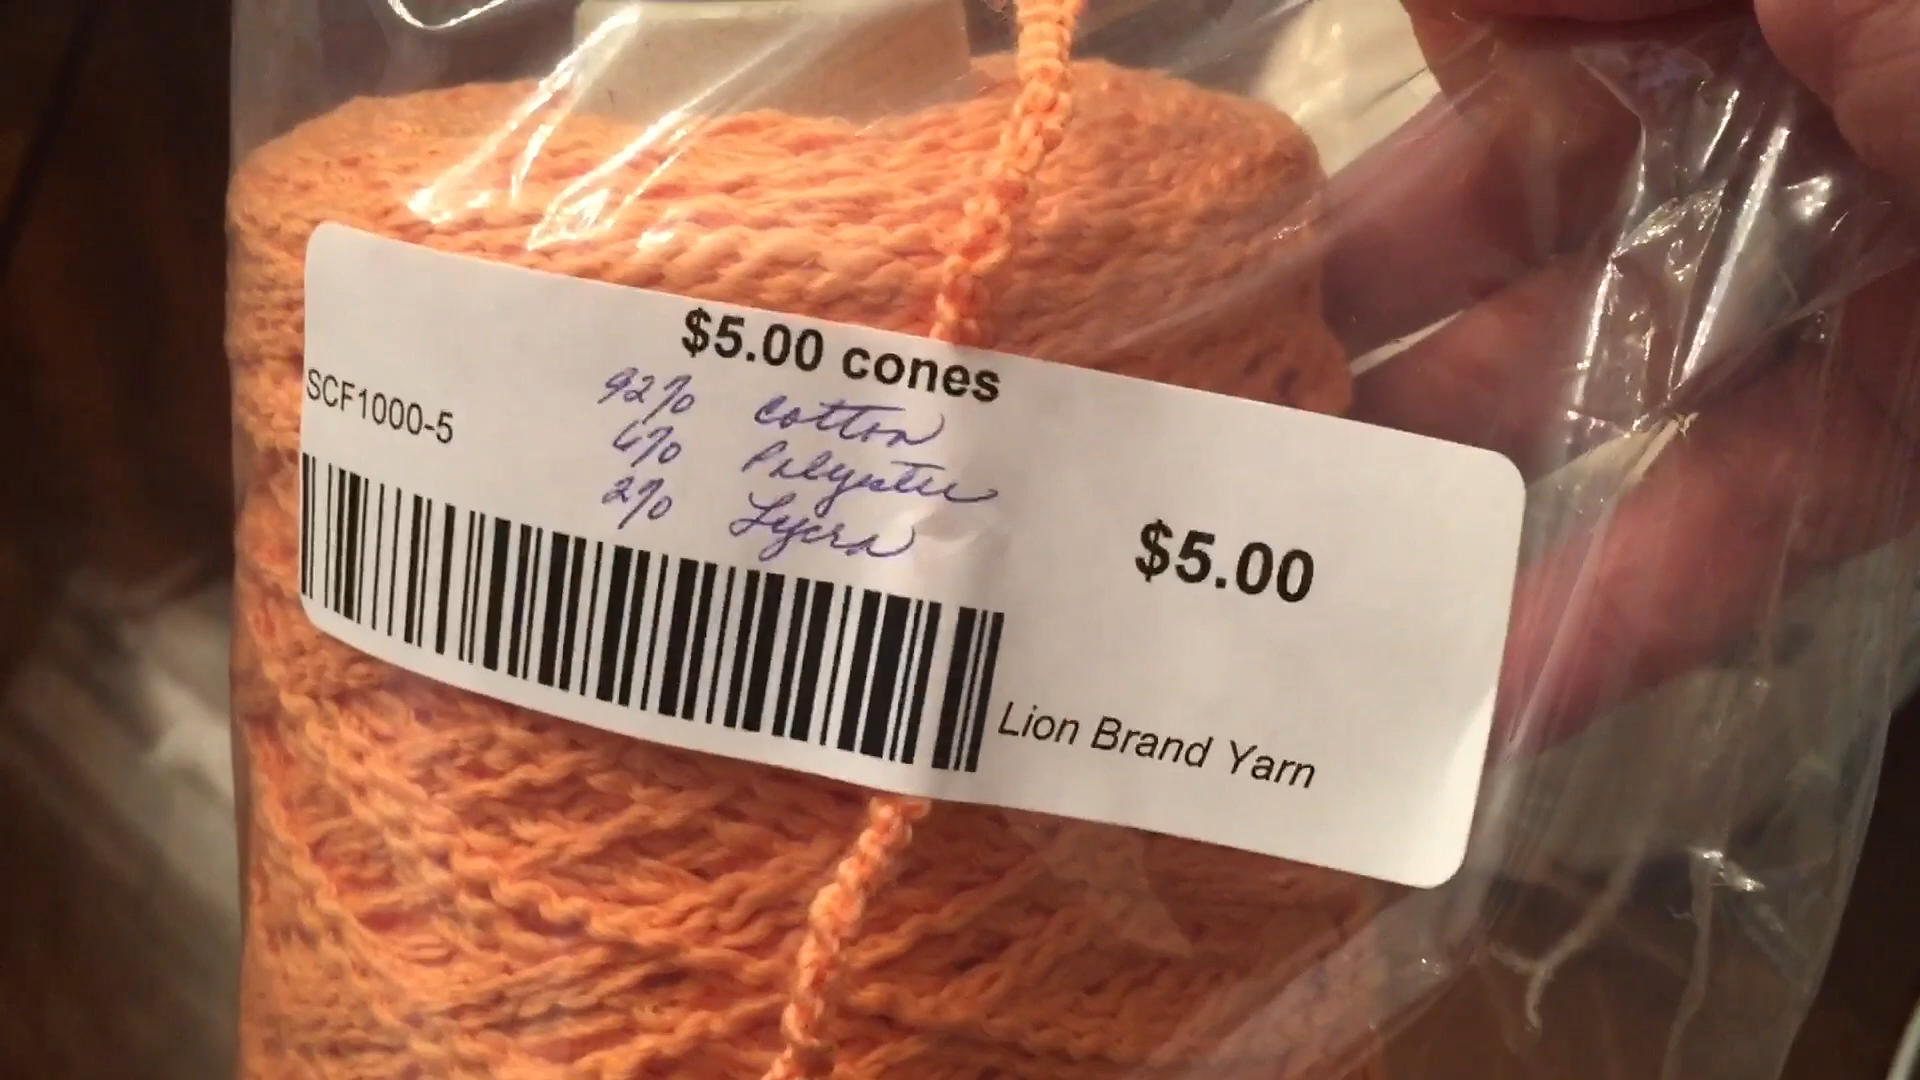 $5.00 cones
SCF1000-5
92% cotton
6% Polyester
2% Lycra
$5.00
Lion Brand Yarn